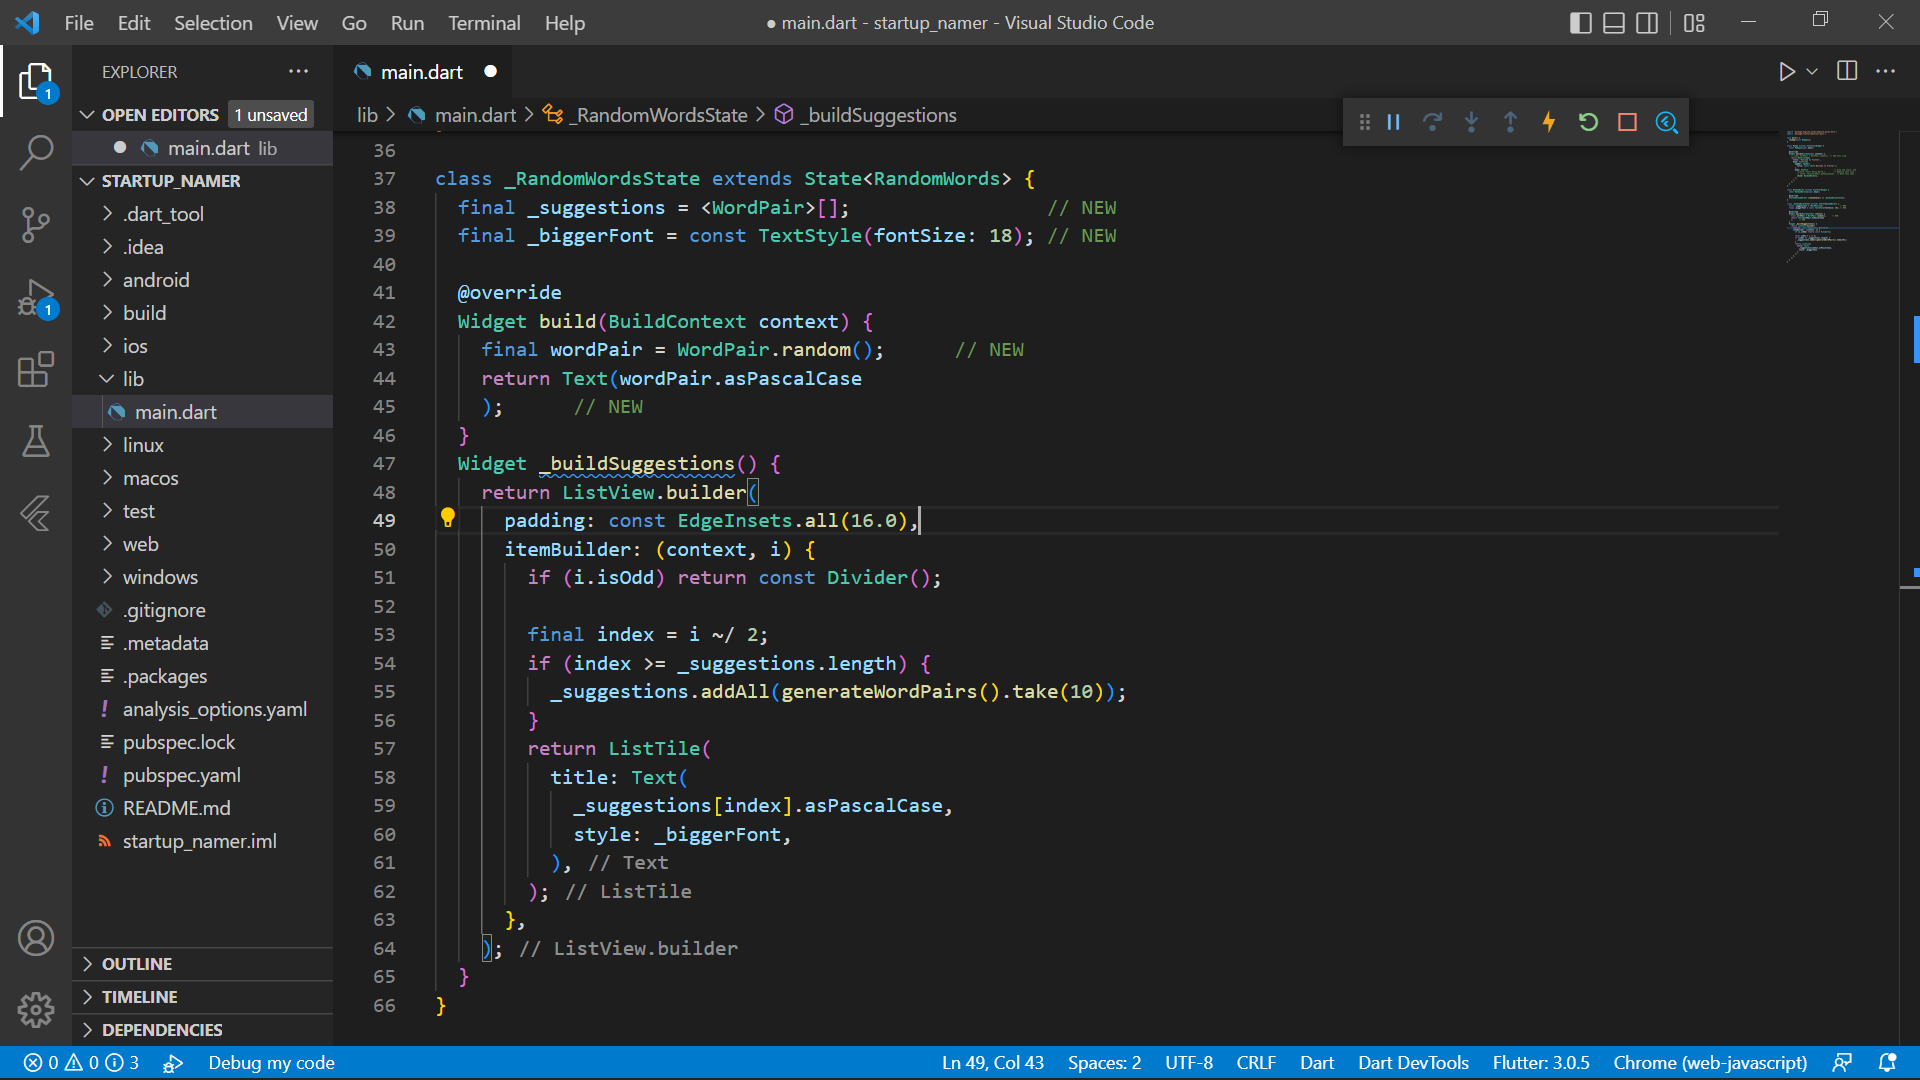 File Edit Selection View Go Run Terminal Help
● main.dart - startup_namer - Visual Studio Code
EXPLORER
main.dart
OPEN EDITORS 1 unsaved
main.dart lib
STARTUP_NAMER
.dart_tool
.idea
android
build
ios
lib
main.dart
linux
macos
test
web
windows
.gitignore
.metadata
.packages
analysis_options.yaml
pubspec.lock
pubspec.yaml
README.md
startup_namer.iml
OUTLINE
TIMELINE
DEPENDENCIES
1
1
lib > main.dart > _RandomWordsState > _buildSuggestions
36
37 class _RandomWordsState extends State<RandomWords> {
38 final _suggestions = <WordPair>[]; // NEW
39 final _biggerFont = const TextStyle(fontSize: 18); // NEW
40
41 @override
42 Widget build(BuildContext context) {
43 final wordPair = WordPair.random(); // NEW
44 return Text(wordPair.asPascalCase
45 ); // NEW
46 }
47 Widget _buildSuggestions() {
48 return ListView.builder(
49 padding: const EdgeInsets.all(16.0),
50 itemBuilder: (context, i) {
51 if (i.isOdd) return const Divider();
52
53 final index = i ~/ 2;
54 if (index >= _suggestions.length) {
55 _suggestions.addAll(generateWordPairs().take(10));
56 }
57 return ListTile(
58 title: Text(
59 _suggestions[index].asPascalCase,
60 style: _biggerFont,
61 ), // Text
62 ); // ListTile
63 },
64 ); // ListView.builder
65 }
66 }
0 0 3 Debug my code Ln 49, Col 43 Spaces: 2 UTF-8 CRLF Dart Dart DevTools Flutter: 3.0.5 Chrome (web-javascript)